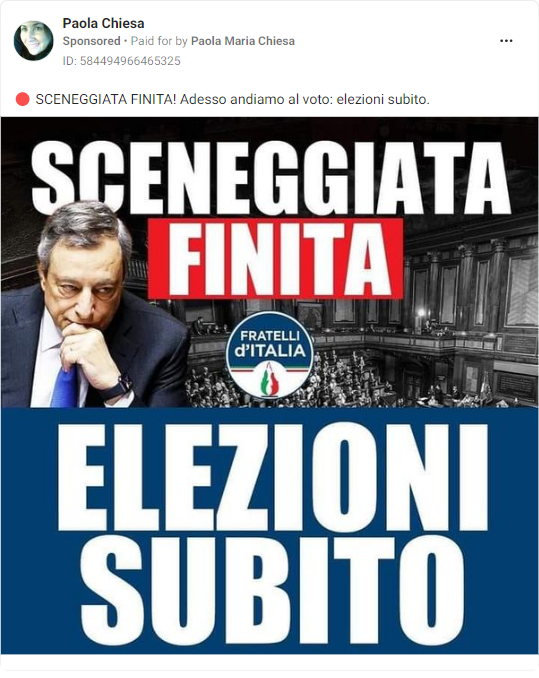 Paola Chiesa
Sponsored • Paid for by Paola Maria Chiesa
ID: 584494966465325
🔴 SCENEGGIATA FINITA! Adesso andiamo al voto: elezioni subito.
SCENEGGIATA
FINITA
FRATELLI
d'ITALIA
ELEZIONI
SUBITO